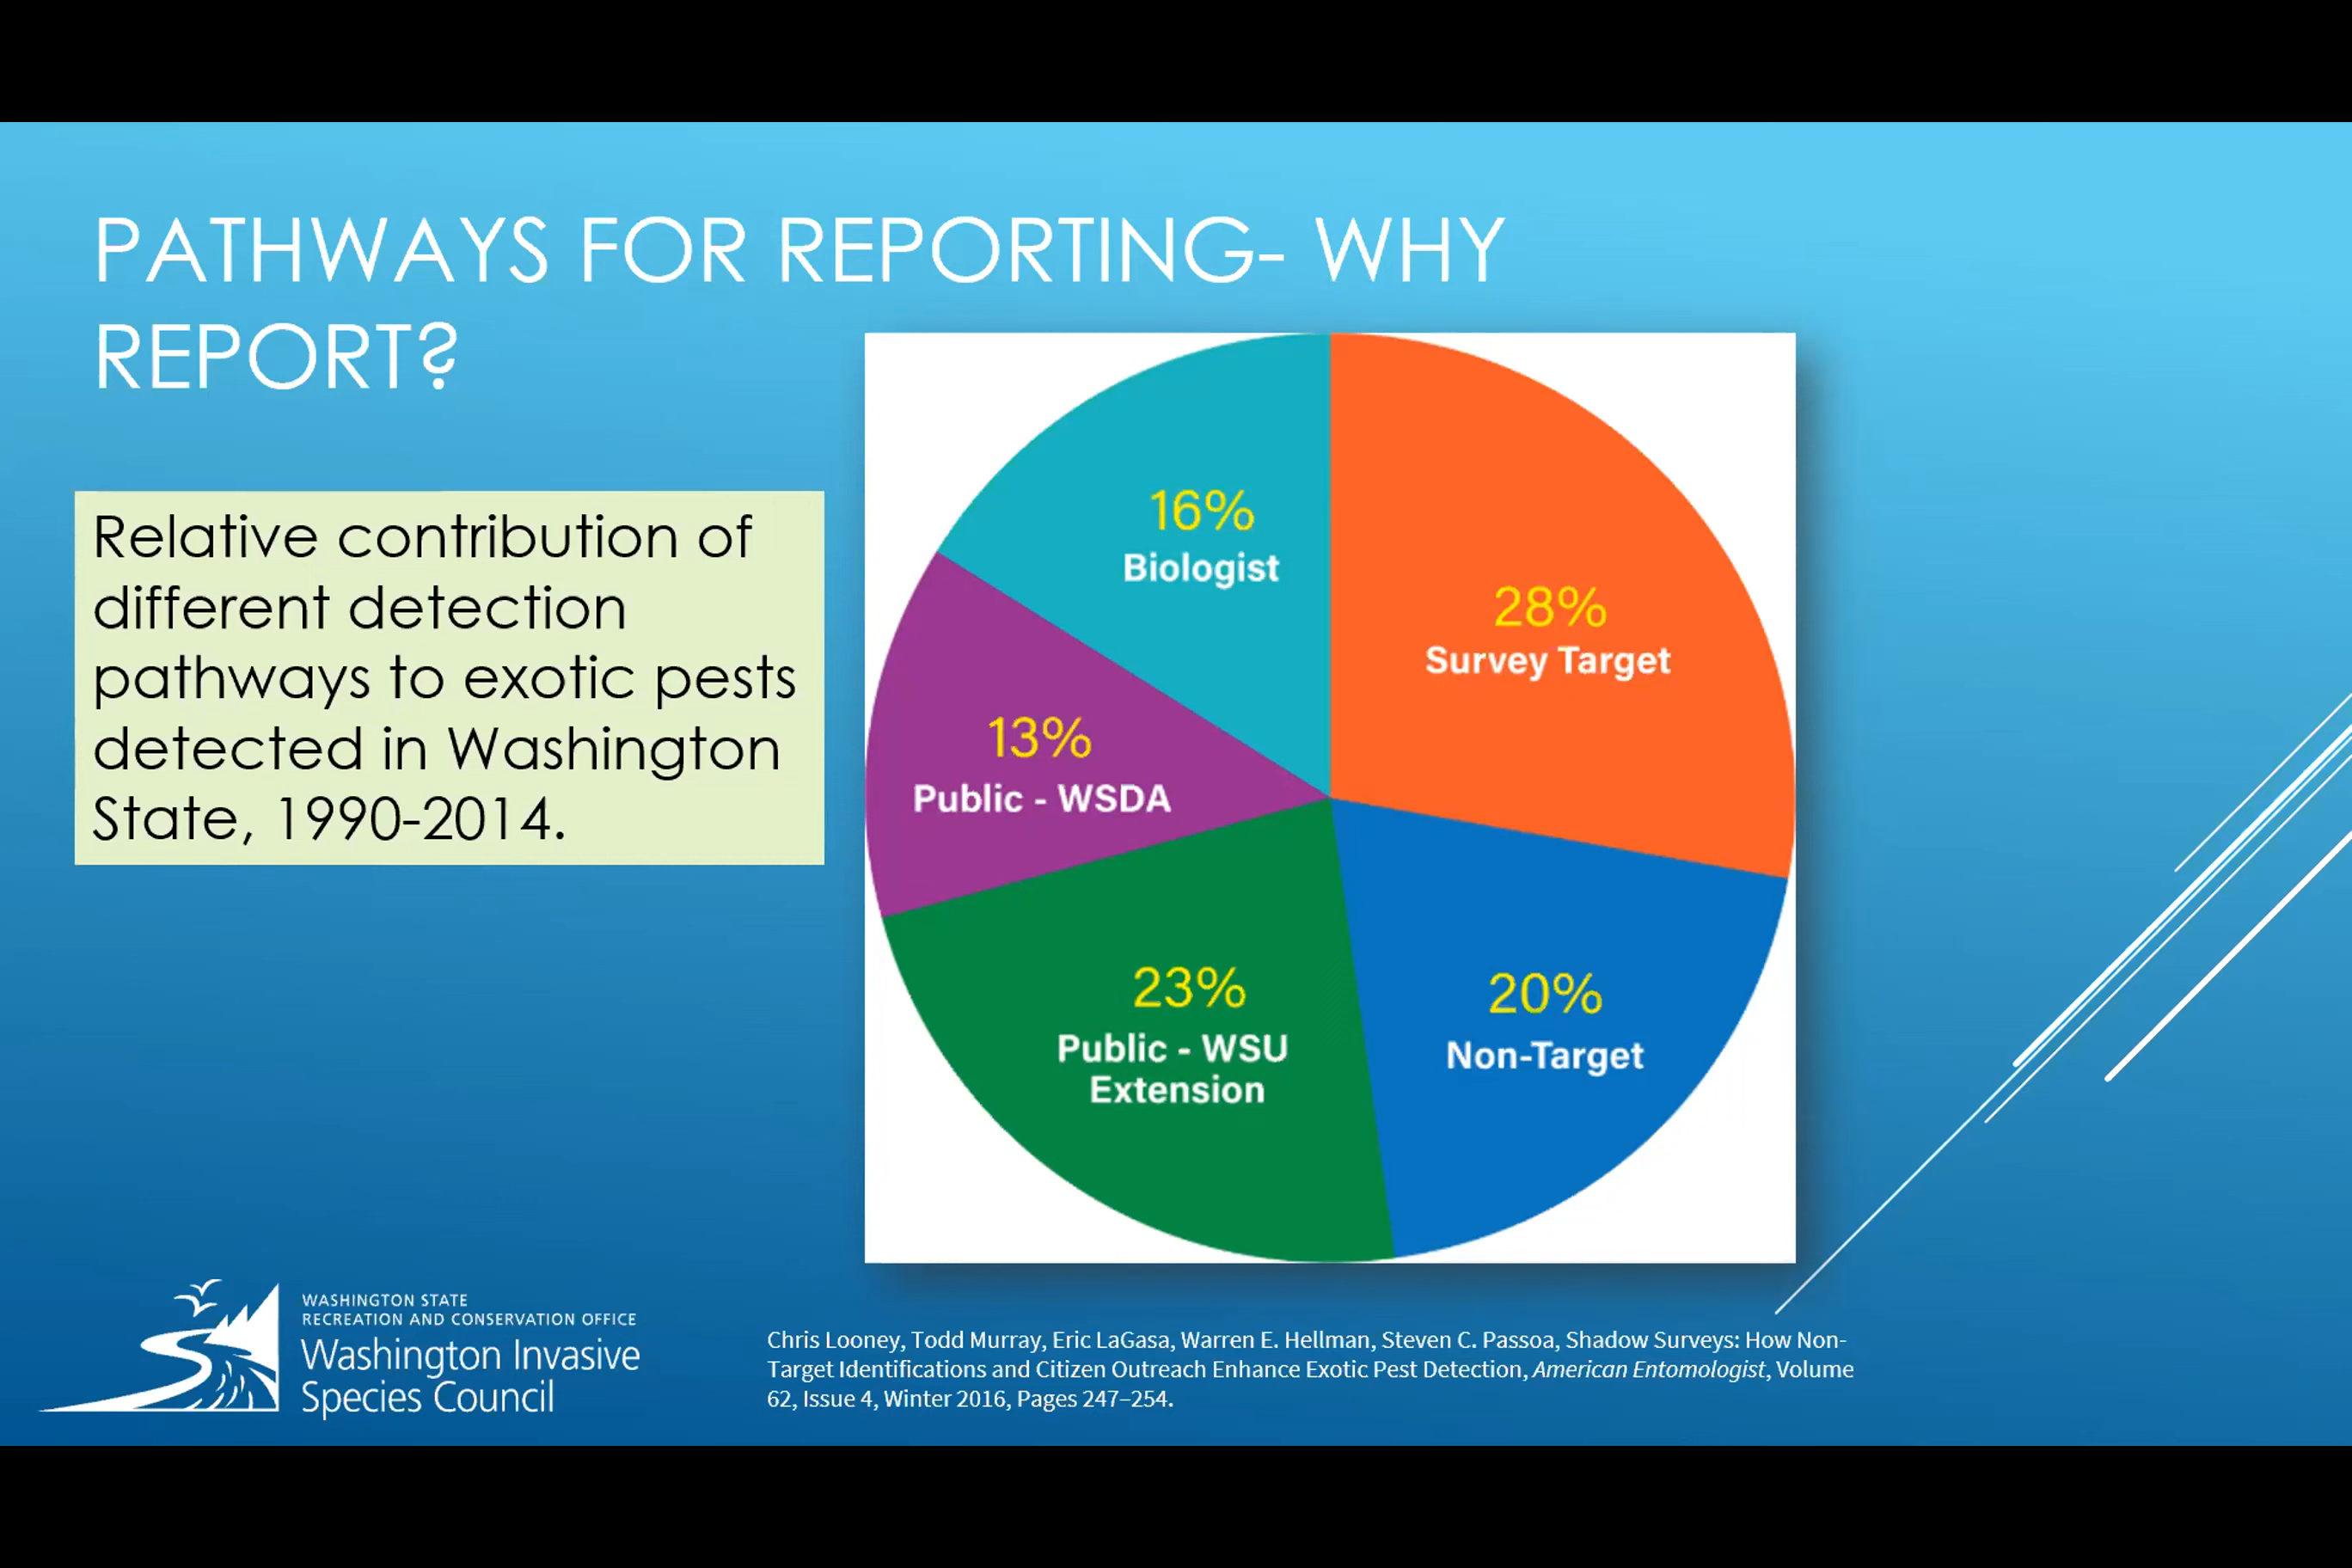 PATHWAYS FOR REPORTING- WHY
REPORT?
Relative contribution of
different detection
pathways to exotic pests
detected in Washington
State, 1990-2014.
16%
Biologist
28%
Survey Target
13%
Public - WSDA
23%
Public - WSU
Extension
20%
Non-Target
WASHINGTON STATE
RECREATION AND CONSERVATION OFFICE
Washington Invasive
Species Council
Chris Looney, Todd Murray, Eric LaGasa, Warren E. Hellman, Steven C. Passoa, Shadow Surveys: How Non-
Target Identifications and Citizen Outreach Enhance Exotic Pest Detection, American Entomologist, Volume
62, Issue 4, Winter 2016, Pages 247–254.